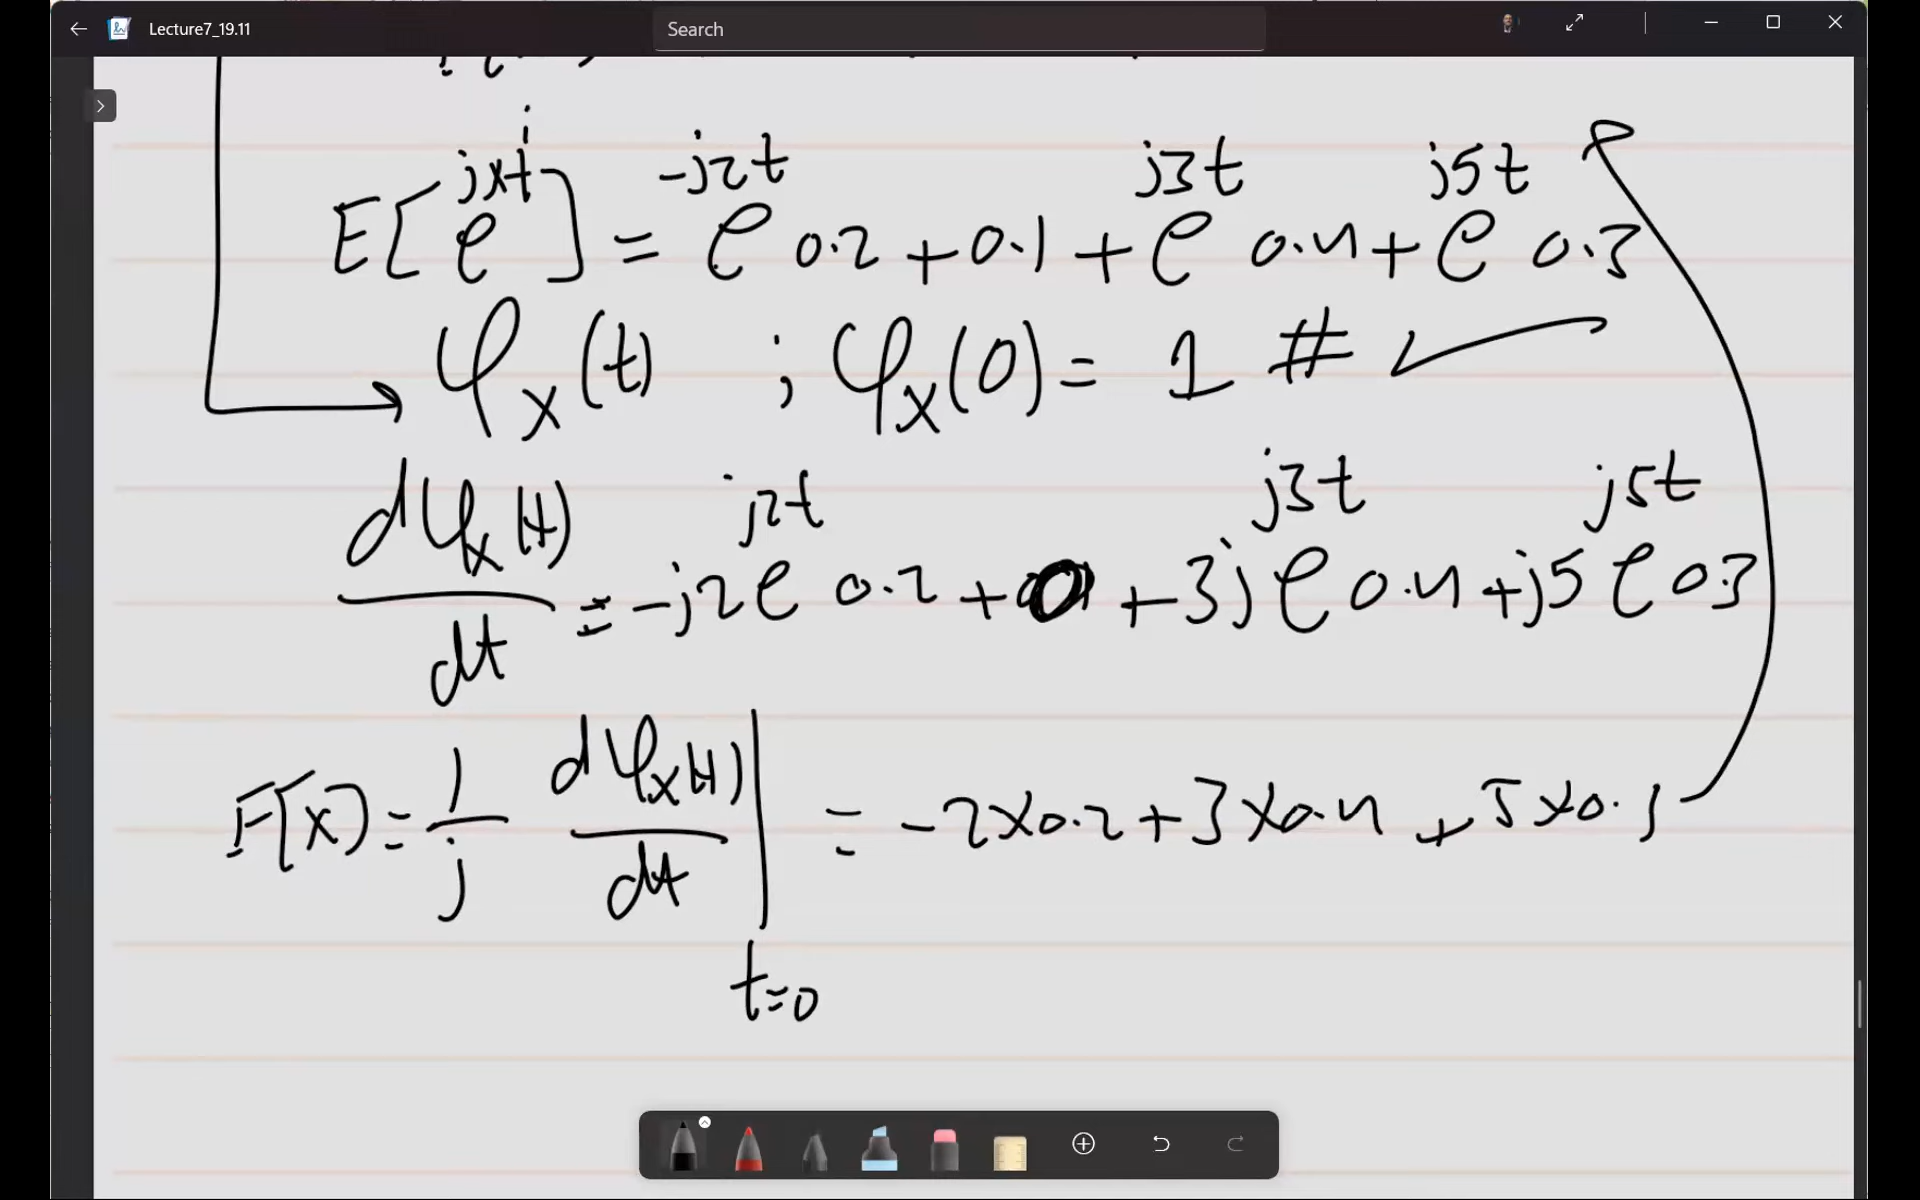 Lecture7_19.11
Search
E[e^{jxt}] = e^{-j2t} 0.2 + 0.1 + e^{j3t} 0.4 + e^{j5t} 0.3
φ_x(t) ; φ_x(0) = 1 #
dφ_x(t)/dt = -j2 e^{j2t} 0.2 + 0 + 3j e^{j3t} 0.4 + j5 e^{j5t} 0.3
E(x) = 1/j dφ_x(t)/dt |_{t=0} = -2×0.2 + 3×0.4 + 5×0.3